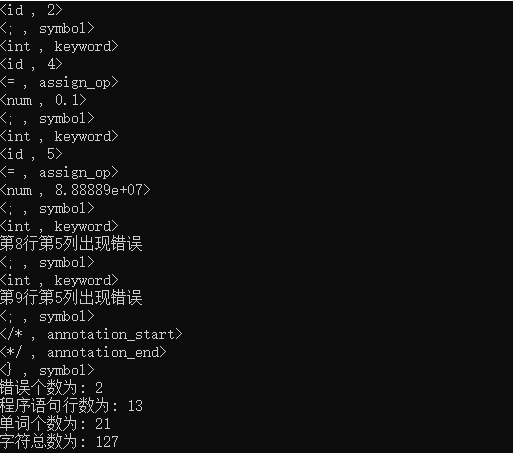 <id , 2>
<; , symbol>
<int , keyword>
<id , 4>
<= , assign_op>
<num , 0.1>
<; , symbol>
<int , keyword>
<id , 5>
<= , assign_op>
<num , 8.88889e+07>
<; , symbol>
<int , keyword>
第8行第5列出现错误
<; , symbol>
<int , keyword>
第9行第5列出现错误
<; , symbol>
</* , annotation_start>
<*/ , annotation_end>
<} , symbol>
错误个数为: 2
程序语句行数为: 13
单词个数为: 21
字符总数为: 127